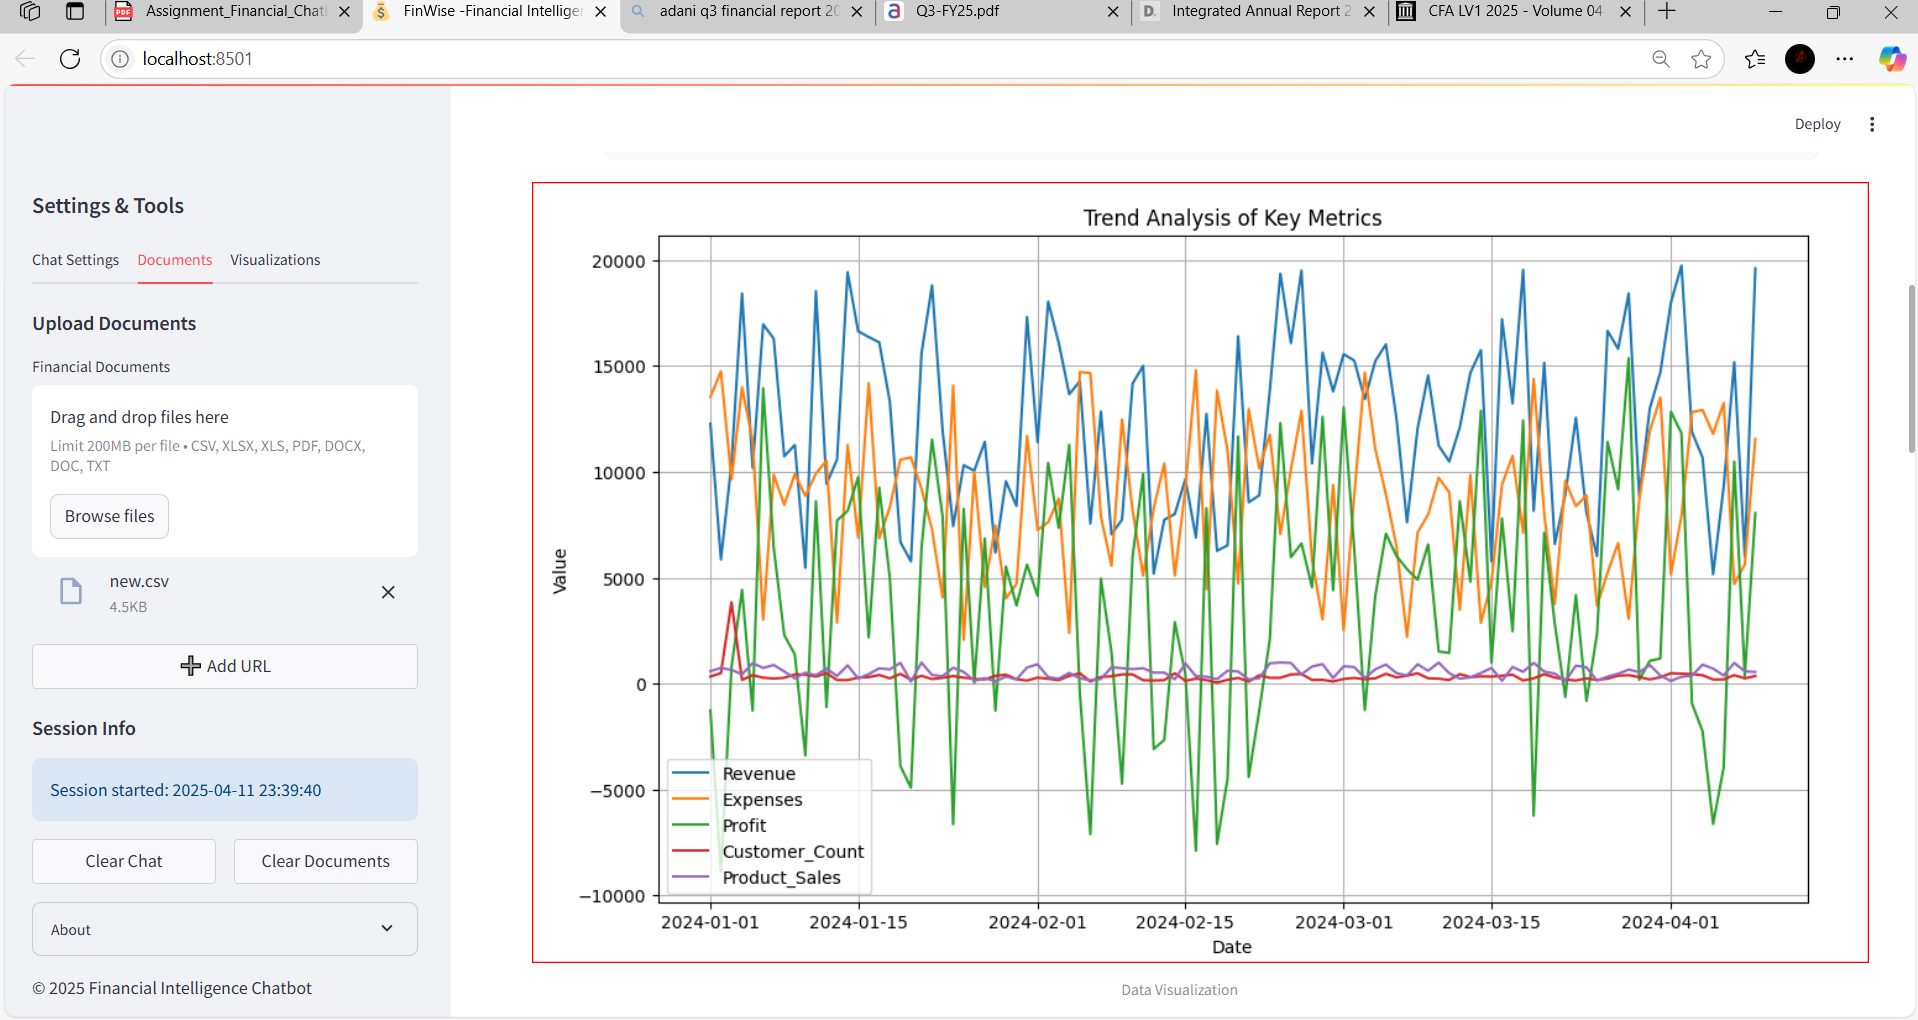 Assignment_Financial_Chat
FinWise -Financial Intelliger
adani q3 financial report 20
Q3-FY25.pdf
Integrated Annual Report 2
CFA LV1 2025 - Volume 04
localhost:8501
Deploy
Settings & Tools
Chat Settings Documents Visualizations
Upload Documents
Financial Documents
Drag and drop files here
Limit 200MB per file • CSV, XLSX, XLS, PDF, DOCX,
DOC, TXT
Browse files
new.csv
4.5KB
Add URL
Session Info
Session started: 2025-04-11 23:39:40
Clear Chat
Clear Documents
About
© 2025 Financial Intelligence Chatbot
Trend Analysis of Key Metrics
20000
15000
10000
5000
0
−5000
−10000
Value
Revenue
Expenses
Profit
Customer_Count
Product_Sales
2024-01-01 2024-01-15 2024-02-01 2024-02-15 2024-03-01 2024-03-15 2024-04-01
Date
Data Visualization